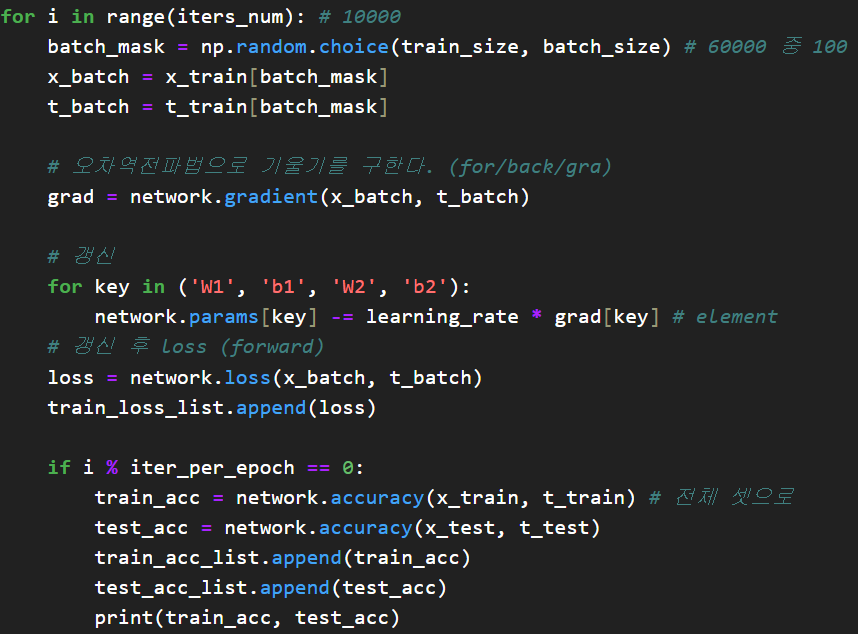 for i in range(iters_num): # 10000
    batch_mask = np.random.choice(train_size, batch_size) # 60000 중 100
    x_batch = x_train[batch_mask]
    t_batch = t_train[batch_mask]

    # 오차역전파법으로 기울기를 구한다. (for/back/gra)
    grad = network.gradient(x_batch, t_batch)

    # 갱신
    for key in ('W1', 'b1', 'W2', 'b2'):
        network.params[key] -= learning_rate * grad[key] # element
    # 갱신 후 loss (forward)
    loss = network.loss(x_batch, t_batch)
    train_loss_list.append(loss)

    if i % iter_per_epoch == 0:
        train_acc = network.accuracy(x_train, t_train) # 전체 셋으로
        test_acc = network.accuracy(x_test, t_test)
        train_acc_list.append(train_acc)
        test_acc_list.append(test_acc)
        print(train_acc, test_acc)